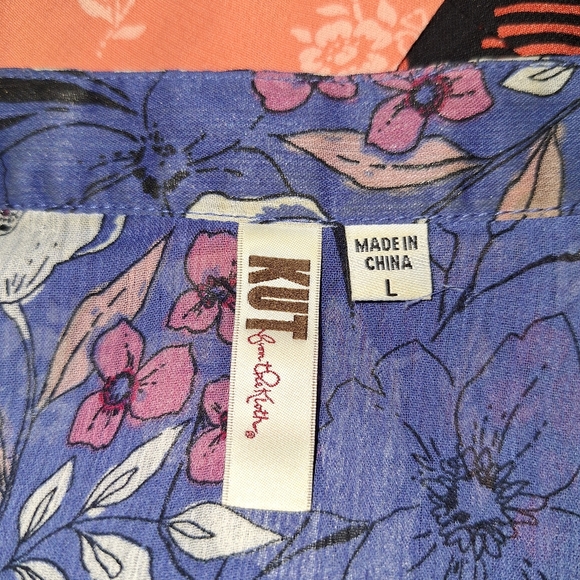 KUT
from the Kloth®
MADE IN
CHINA
L